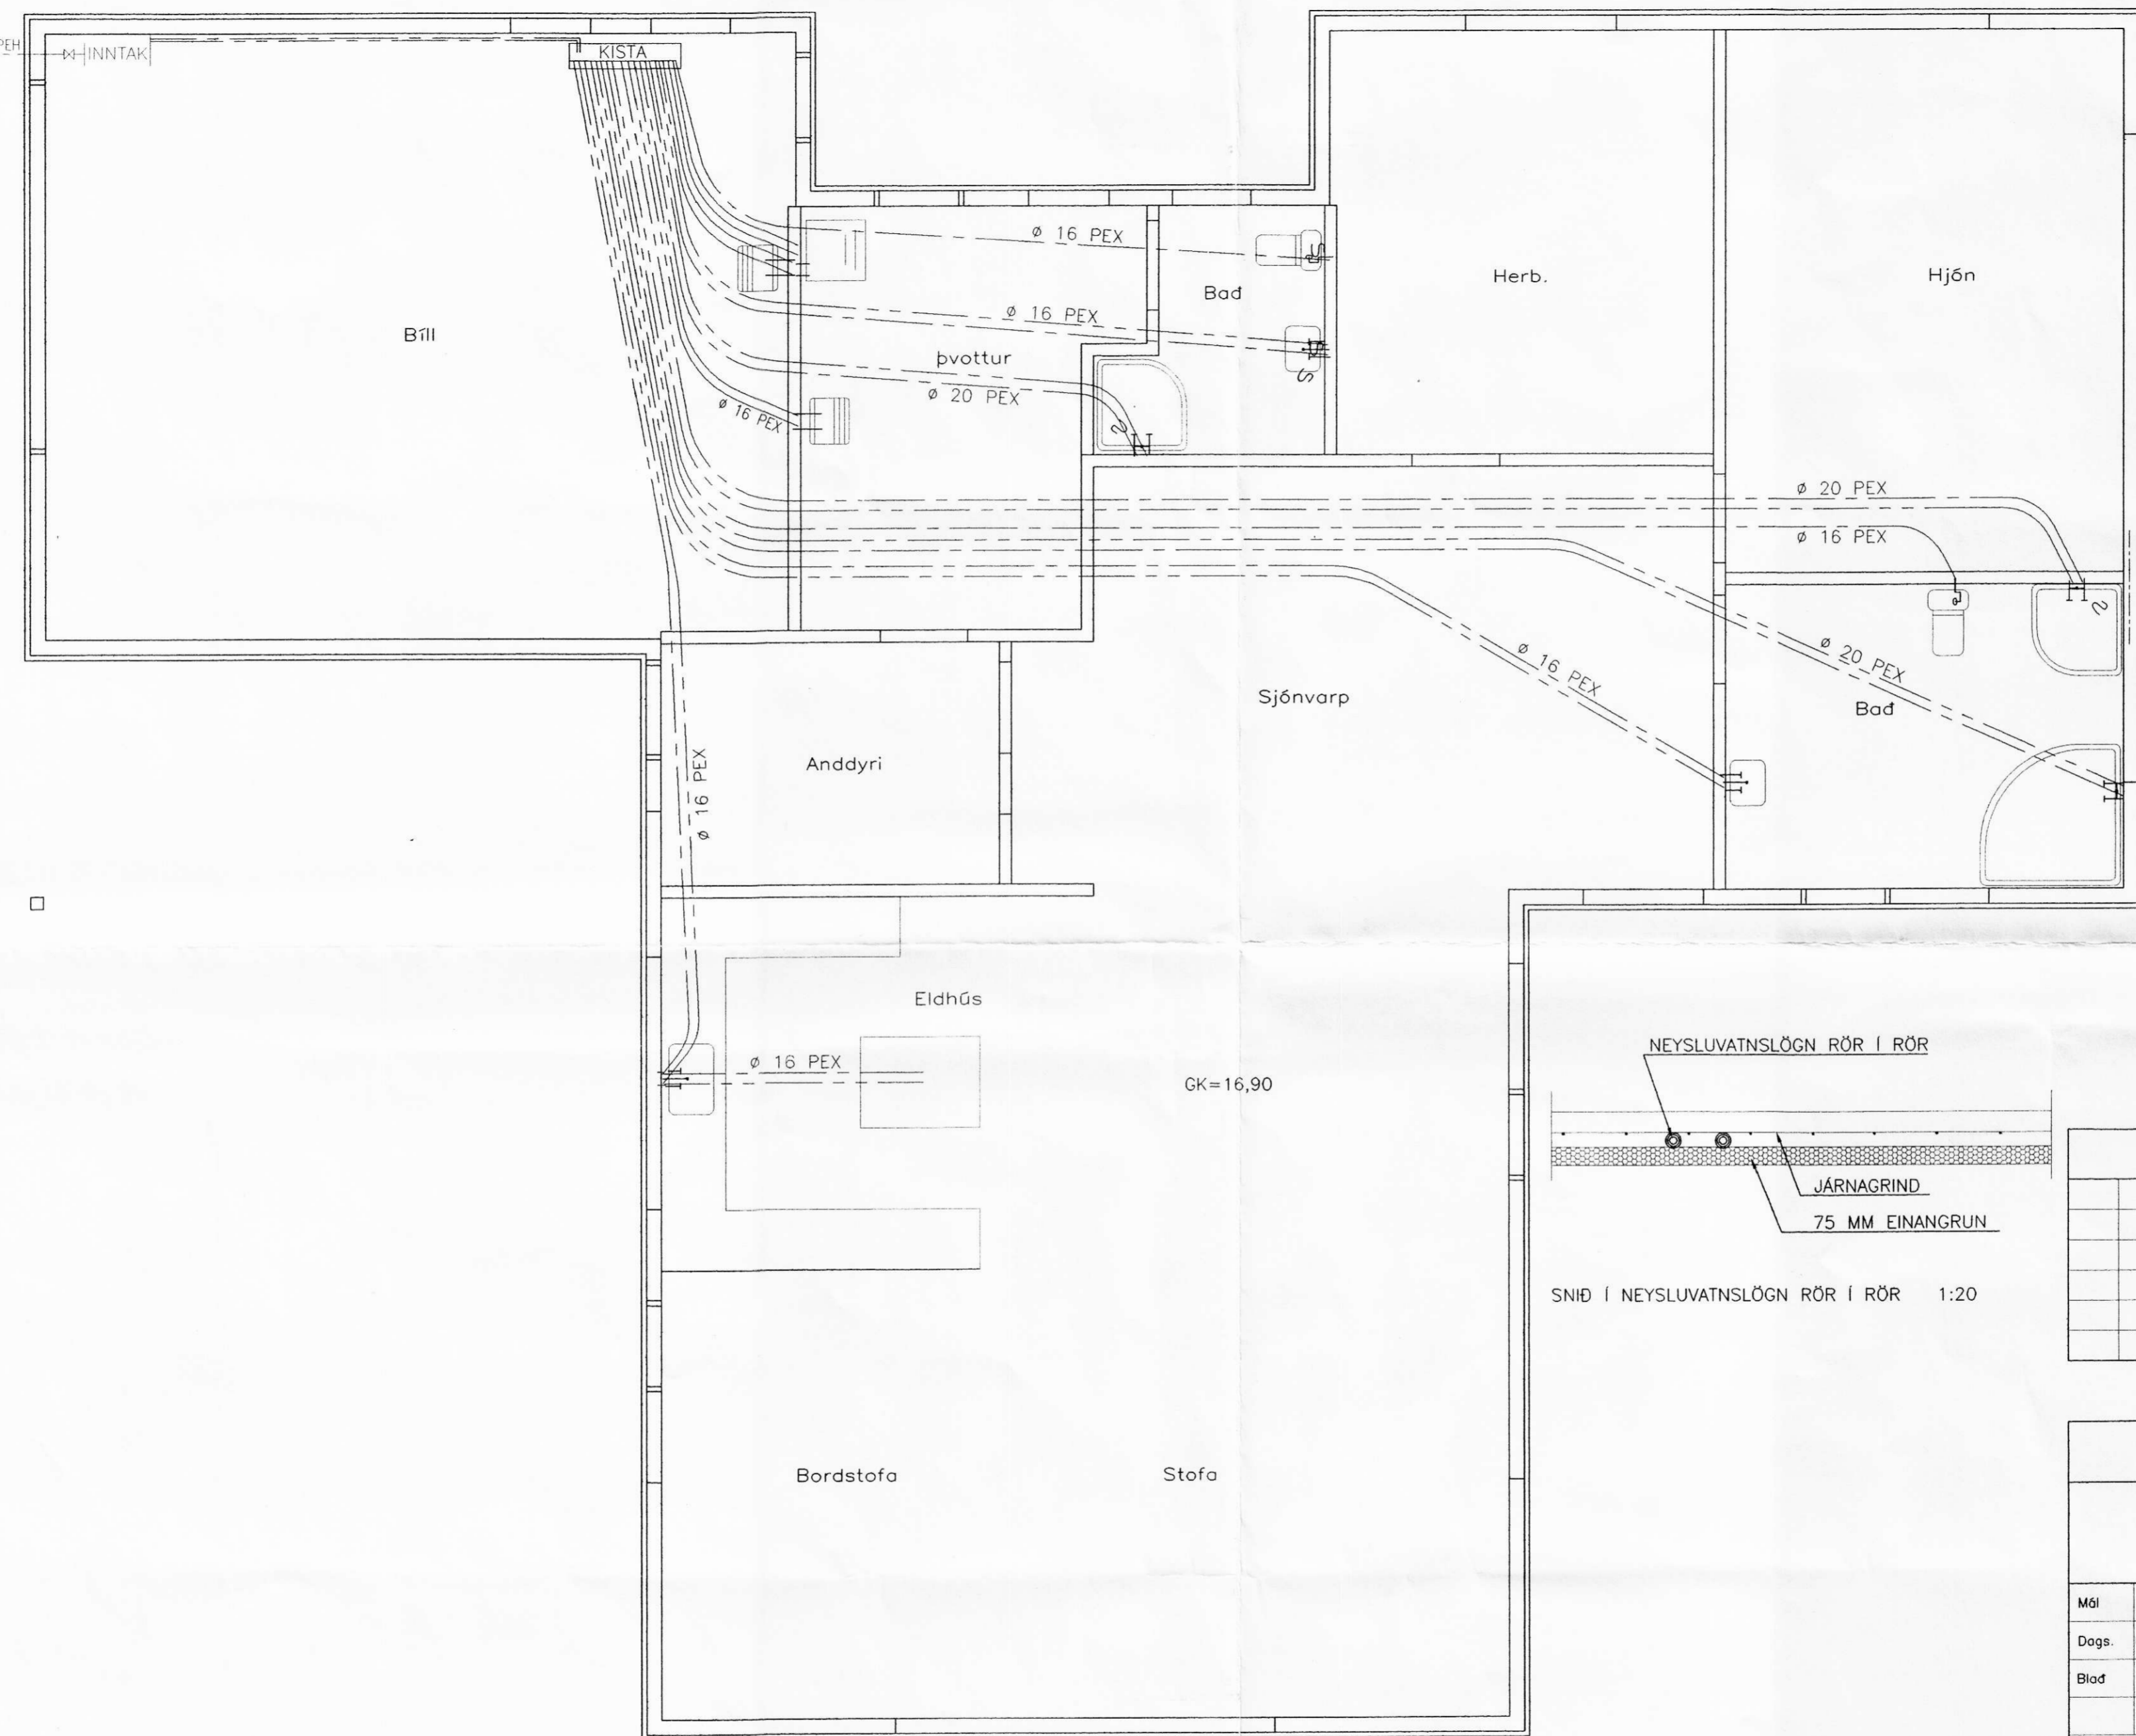 PEH
INNTAK
KISTA
Bíll
ø 16 PEX
Bað
Herb.
Hjón
ø 16 PEX
þvottur
ø 20 PEX
ø 16 PEX
ø 20 PEX
ø 16 PEX
ø 16 PEX
ø 20 PEX
Sjónvarp
Bað
Anddyri
ø 16 PEX
Eldhús
ø 16 PEX
GK=16,90
NEYSLUVATNSLÖGN RÖR Í RÖR
JÁRNAGRIND
75 MM EINANGRUN
SNIÐ Í NEYSLUVATNSLÖGN RÖR Í RÖR 1:20
Bordstofa
Stofa
Mál
Dags.
Blað